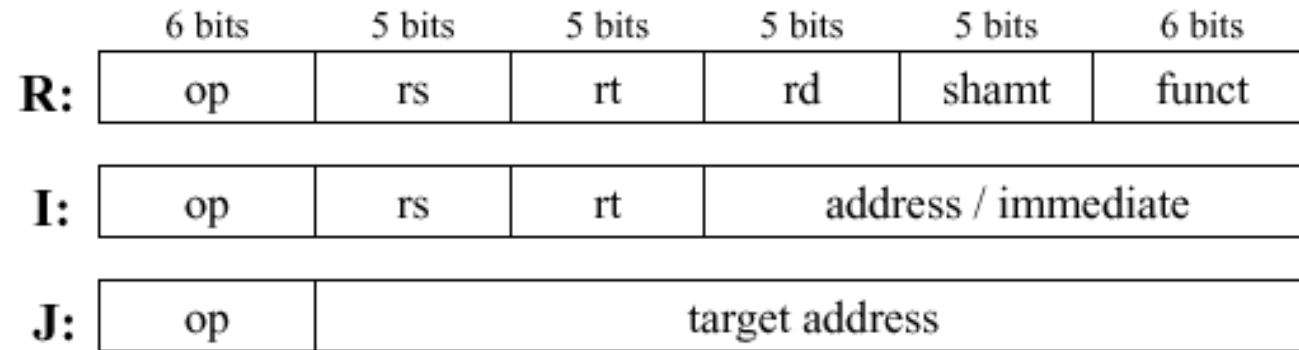 6 bits 5 bits 5 bits 5 bits 5 bits 6 bits
R: op rs rt rd shamt funct
I: op rs rt address / immediate
J: op target address